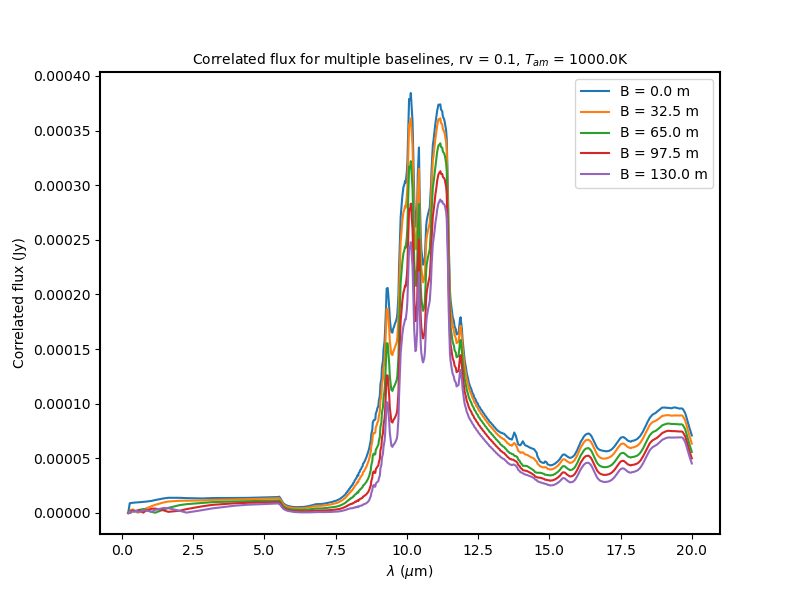 Correlated flux for multiple baselines, rv = 0.1, T_am = 1000.0K
Correlated flux (Jy)
0.00040
0.00035
0.00030
0.00025
0.00020
0.00015
0.00010
0.00005
0.00000
B = 0.0 m
B = 32.5 m
B = 65.0 m
B = 97.5 m
B = 130.0 m
0.0 2.5 5.0 7.5 10.0 12.5 15.0 17.5 20.0
λ (μm)